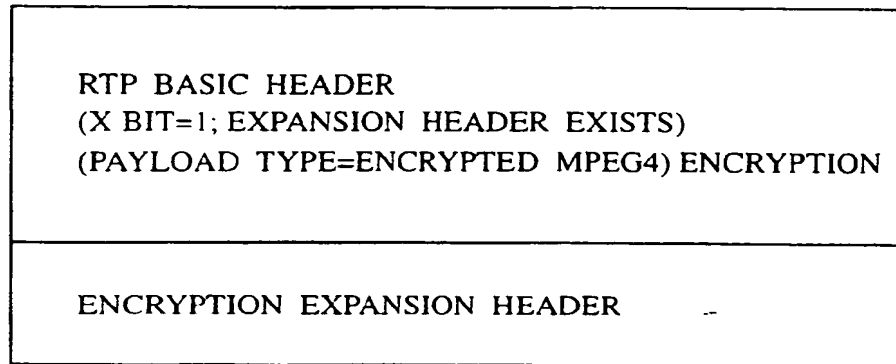 RTP BASIC HEADER
(X BIT=1; EXPANSION HEADER EXISTS)
(PAYLOAD TYPE=ENCRYPTED MPEG4) ENCRYPTION
ENCRYPTION EXPANSION HEADER